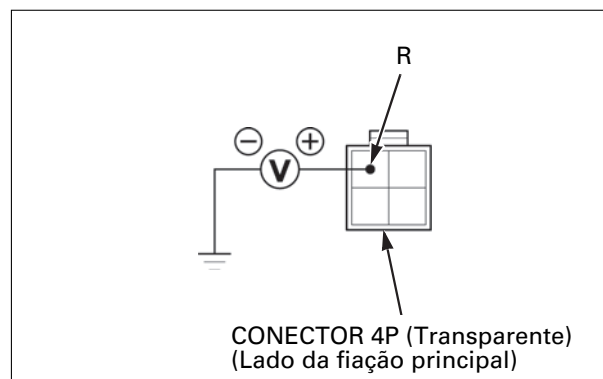 R
− +
V
CONECTOR 4P (Transparente)
(Lado da fiação principal)